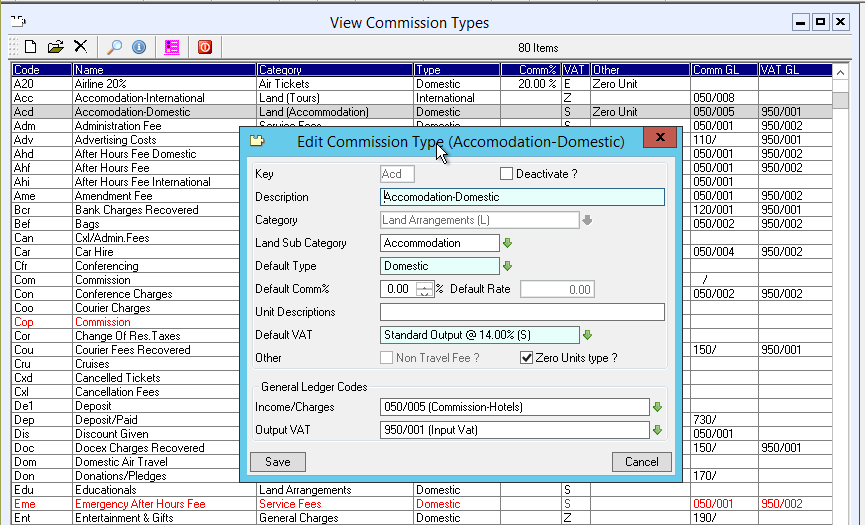 View Commission Types
80 Items
Code Name Category Type Comm% VAT Other Comm GL VAT GL
A20 Airline 20% Air Tickets Domestic 20.00 % E Zero Unit
Acc Accomodation-International Land (Tours) International Z 050/008
Acd Accomodation-Domestic Land (Accommodation) Domestic S Zero Unit 050/005 950/001
Adm Administration Fee Service Fees Domestic S 050/001 950/002
Adv Advertising Costs 110/ 950/001
Ahd After Hours Fee Domestic 050/001 950/002
Ahf After Hours Fee 050/001 950/002
Ahi After Hours Fee International 050/001
Ame Amendment Fee 050/001 950/002
Bcr Bank Charges Recovered 120/001 950/001
Bef Bags 050/002 950/002
Can Cxl/Admin.Fees
Car Car Hire 050/004 950/002
Cfr Conferencing
Com Commission /
Con Conference Charges 050/002 950/002
Coo Courier Charges
Cop Commission
Cor Change Of Res.Taxes
Cou Courier Fees Recovered 150/ 950/001
Cru Cruises
Cxd Cancelled Tickets
Cxl Cancellation Fees
De1 Deposit
Dep Deposit/Paid 730/
Dis Discount Given 050/001
Doc Docex Charges Recovered 150/ 950/001
Dom Domestic Air Travel
Don Donations/Pledges 170/
Edu Educationals Land Arrangements Domestic S
Eme Emergency After Hours Fee Service Fees Domestic S 050/001 950/002
Ent Entertainment & Gifts General Charges Domestic Z 190/
Edit Commission Type (Accomodation-Domestic)
Key Acd Deactivate ?
Description Accomodation-Domestic
Category Land Arrangements (L)
Land Sub Category Accommodation
Default Type Domestic
Default Comm% 0.00 % Default Rate 0.00
Unit Descriptions
Default VAT Standard Output @ 14.00% (S)
Other Non Travel Fee ? Zero Units type ?
General Ledger Codes
Income/Charges 050/005 (Commission-Hotels)
Output VAT 950/001 (Input Vat)
Save Cancel